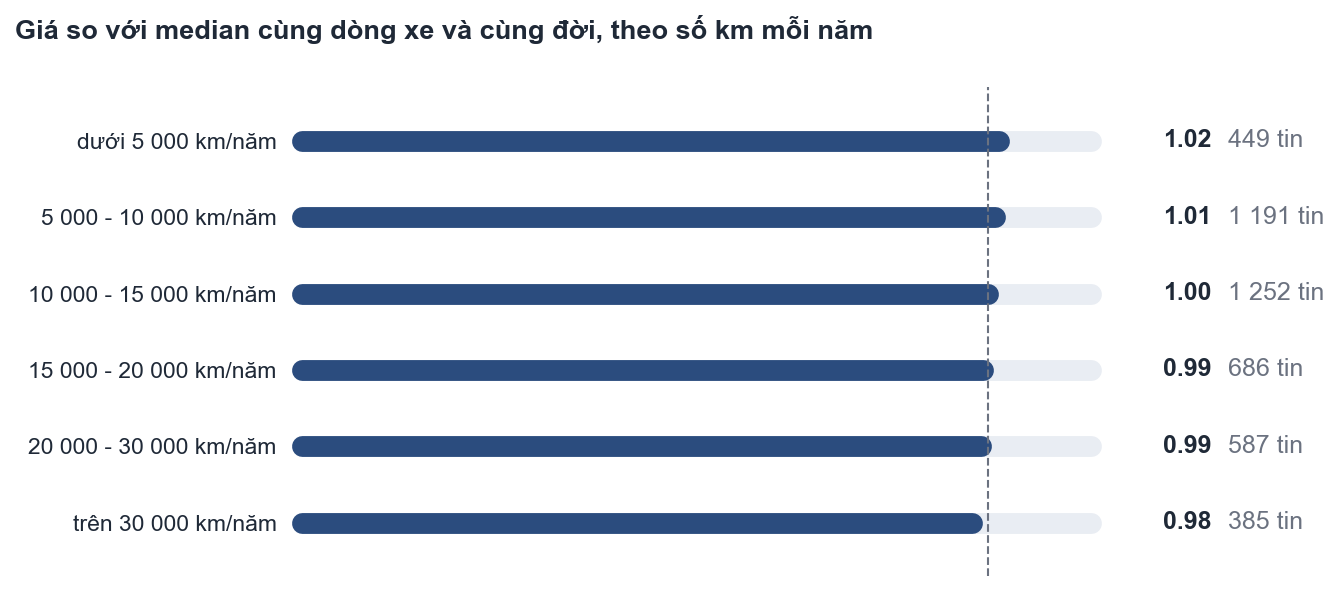 Giá so với median cùng dòng xe và cùng đời, theo số km mỗi năm
dưới 5 000 km/năm 1.02 449 tin
5 000 - 10 000 km/năm 1.01 1 191 tin
10 000 - 15 000 km/năm 1.00 1 252 tin
15 000 - 20 000 km/năm 0.99 686 tin
20 000 - 30 000 km/năm 0.99 587 tin
trên 30 000 km/năm 0.98 385 tin